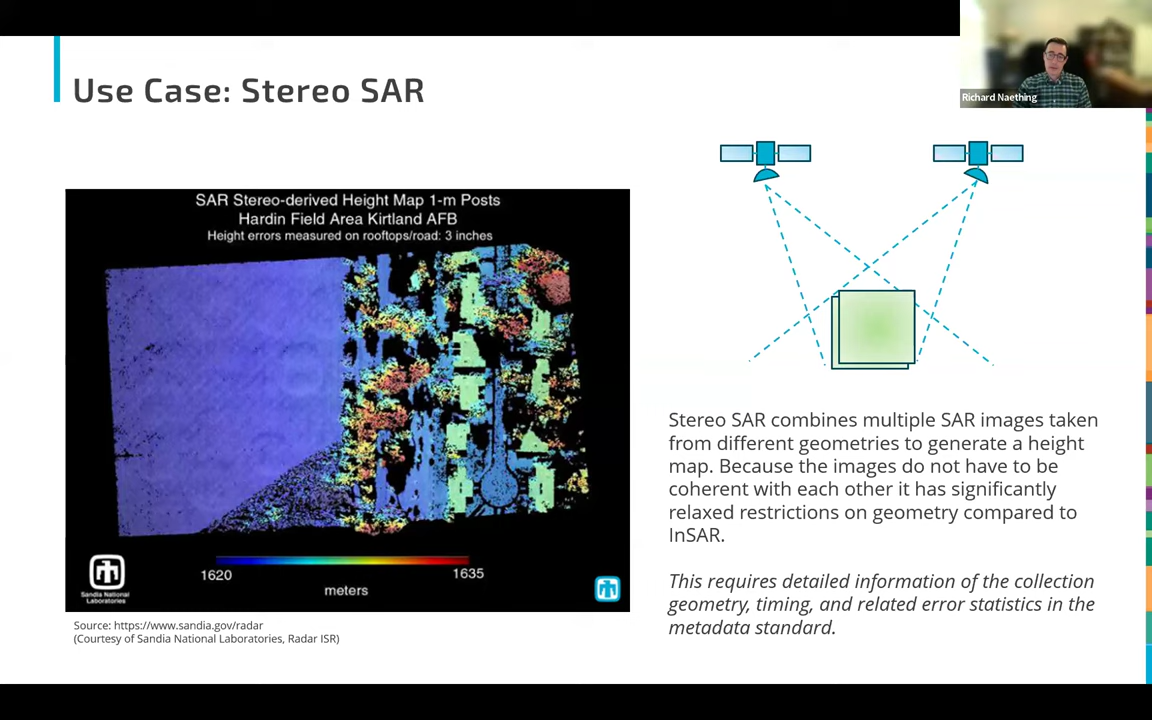 Use Case: Stereo SAR
Richard Naething
SAR Stereo-derived Height Map 1-m Posts
Hardin Field Area Kirtland AFB
Height errors measured on rooftops/road: 3 inches
1620
1635
meters
Sandia National
Laboratories
Source: https://www.sandia.gov/radar
(Courtesy of Sandia National Laboratories, Radar ISR)
Stereo SAR combines multiple SAR images taken
from different geometries to generate a height
map. Because the images do not have to be
coherent with each other it has significantly
relaxed restrictions on geometry compared to
InSAR.
This requires detailed information of the collection
geometry, timing, and related error statistics in the
metadata standard.